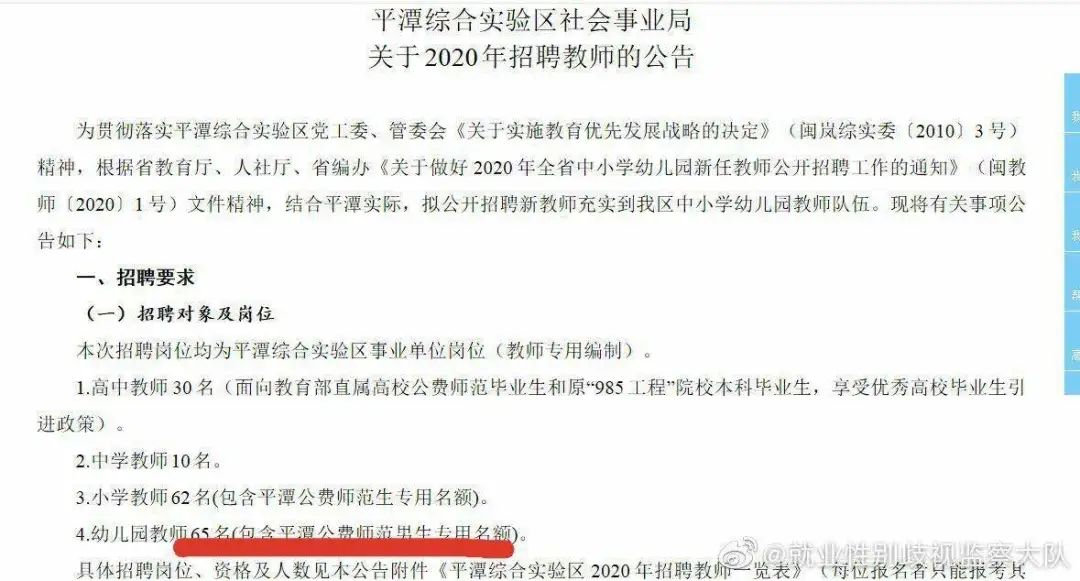 平潭综合实验区社会事业局
关于2020年招聘教师的公告
为贯彻落实平潭综合实验区党工委、管委会《关于实施教育优先发展战略的决定》（闽岚综实委〔2010〕3号）
精神，根据省教育厅、人社厅、省编办《关于做好2020年全省中小学幼儿园新任教师公开招聘工作的通知》（闽教
师〔2020〕1号）文件精神，结合平潭实际，拟公开招聘新教师充实到我区中小学幼儿园教师队伍。现将有关事项公
告如下：
一、招聘要求
（一）招聘对象及岗位
本次招聘岗位均为平潭综合实验区事业单位岗位（教师专用编制）。
1.高中教师30名（面向教育部直属高校公费师范毕业生和原“985工程”院校本科毕业生，享受优秀高校毕业生引
进政策）。
2.中学教师10名。
3.小学教师62名(包含平潭公费师范生专用名额)。
4.幼儿园教师65名(包含平潭公费师范男生专用名额)。
具体招聘岗位、资格及人数见本公告附件《平潭综合实验区2020年招聘教师一览表》（每位报名者只能报考其
@就业性别歧视监察大队